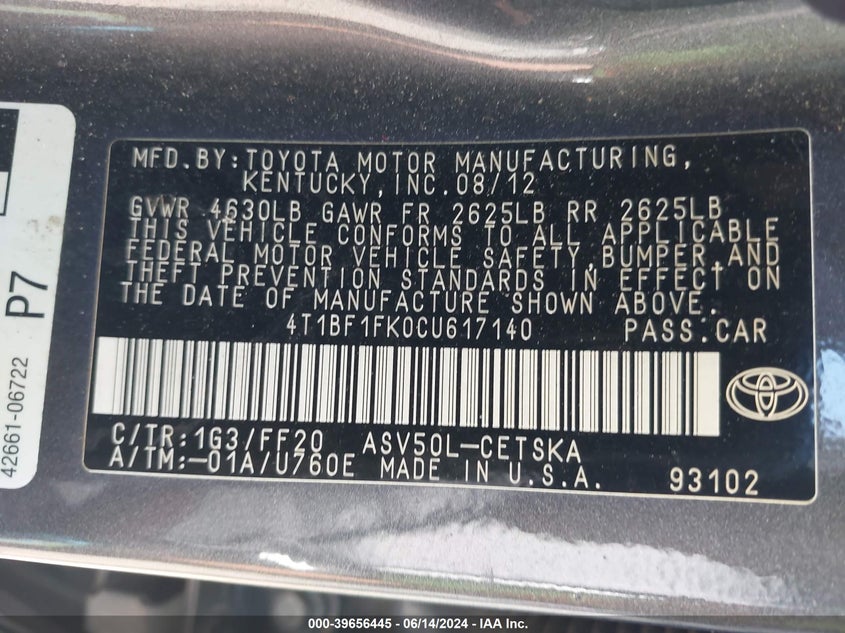 MFD.BY:TOYOTA MOTOR MANUFACTURING,
KENTUCKY,INC.08/12
GVWR 4630LB GAWR FR 2625LB RR 2625LB
THIS VEHICLE CONFORMS TO ALL APPLICABLE
FEDERAL MOTOR VEHICLE SAFETY,BUMPER,AND
THEFT PREVENTION STANDARDS IN EFFECT ON
THE DATE OF MANUFACTURE SHOWN ABOVE.
4T1BF1FK0CU617140 PASS.CAR
C/TR:1G3/FF20 ASV50L-CETSKA
A/TM:-01A/U760E MADE IN U.S.A. 93102
42661-06722 P7
000-39656445 - 06/14/2024 - IAA Inc.